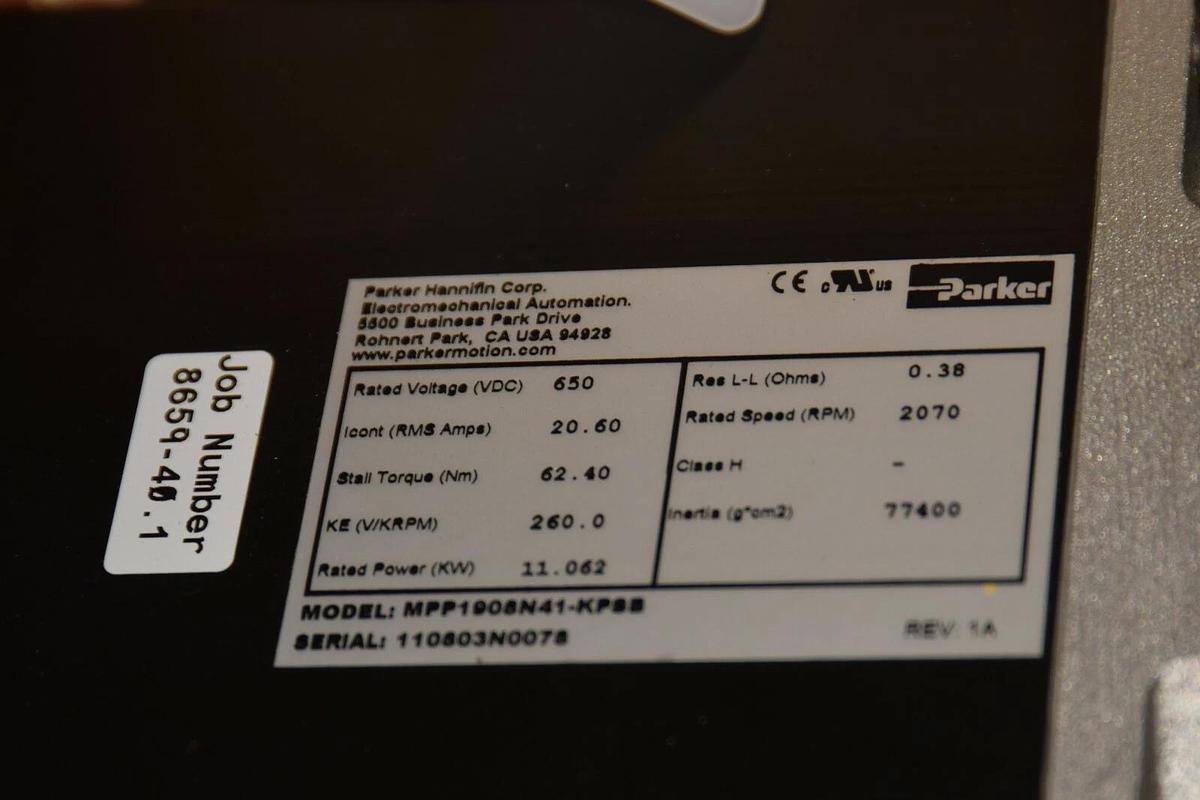 Parker Hannifin Corp.
Electromechanical Automation.
5500 Business Park Drive
Rohnert Park, CA USA 94928
www.parkermotion.com
CE c UL us Parker
Rated Voltage (VDC) 650
Icont (RMS Amps) 20.60
Stall Torque (Nm) 62.40
KE (V/KRPM) 260.0
Rated Power (KW) 11.062
Res L-L (Ohms) 0.38
Rated Speed (RPM) 2070
Class H -
Inertia (g*cm2) 77400
MODEL: MPP1908N41-KPSB
SERIAL: 110803N0078
REV: 1A
Job Number
8659-40.1